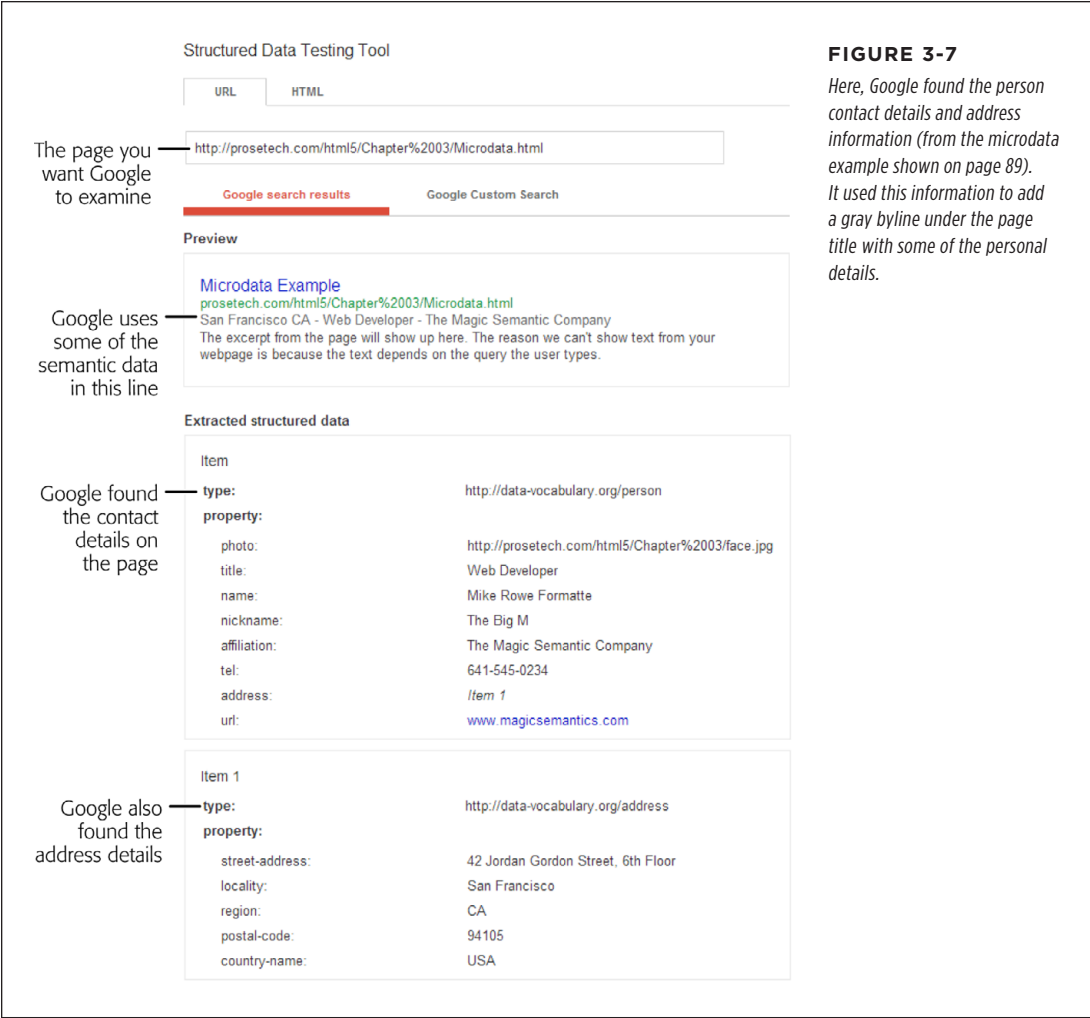 Structured Data Testing Tool
URL HTML
The page you
want Google
to examine
http://prosetech.com/html5/Chapter%2003/Microdata.html
Google search results Google Custom Search
Preview
Microdata Example
prosetech.com/html5/Chapter%2003/Microdata.html
Google uses
some of the
semantic data
in this line
San Francisco CA - Web Developer - The Magic Semantic Company
The excerpt from the page will show up here. The reason we can't show text from your
webpage is because the text depends on the query the user types.
Extracted structured data
Item
Google found
the contact
details on
the page
type: http://data-vocabulary.org/person
property:
photo: http://prosetech.com/html5/Chapter%2003/face.jpg
title: Web Developer
name: Mike Rowe Formatte
nickname: The Big M
affiliation: The Magic Semantic Company
tel: 641-545-0234
address: Item 1
url: www.magicsemantics.com
Item 1
Google also
found the
address details
type: http://data-vocabulary.org/address
property:
street-address: 42 Jordan Gordon Street, 6th Floor
locality: San Francisco
region: CA
postal-code: 94105
country-name: USA
FIGURE 3-7
Here, Google found the person
contact details and address
information (from the microdata
example shown on page 89).
It used this information to add
a gray byline under the page
title with some of the personal
details.